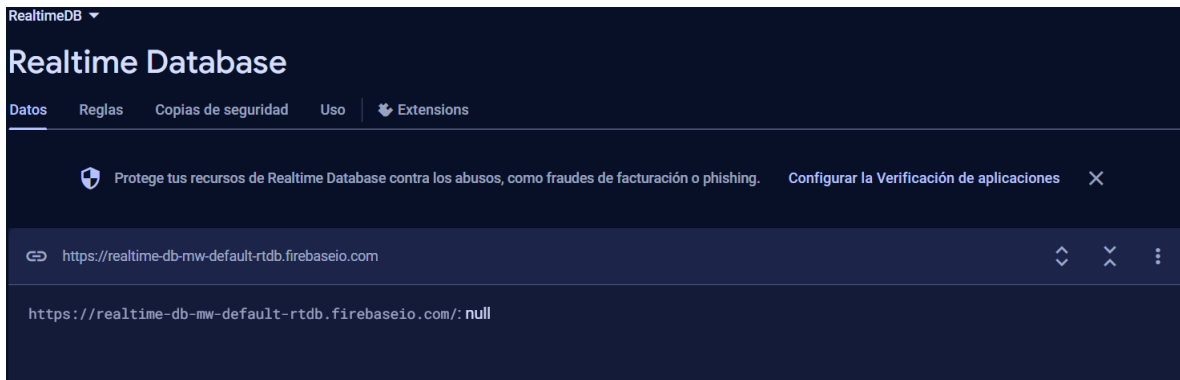 RealtimeDB
Realtime Database
Datos Reglas Copias de seguridad Uso Extensions
Protege tus recursos de Realtime Database contra los abusos, como fraudes de facturación o phishing. Configurar la Verificación de aplicaciones
https://realtime-db-mw-default-rtdb.firebaseio.com
https://realtime-db-mw-default-rtdb.firebaseio.com/: null